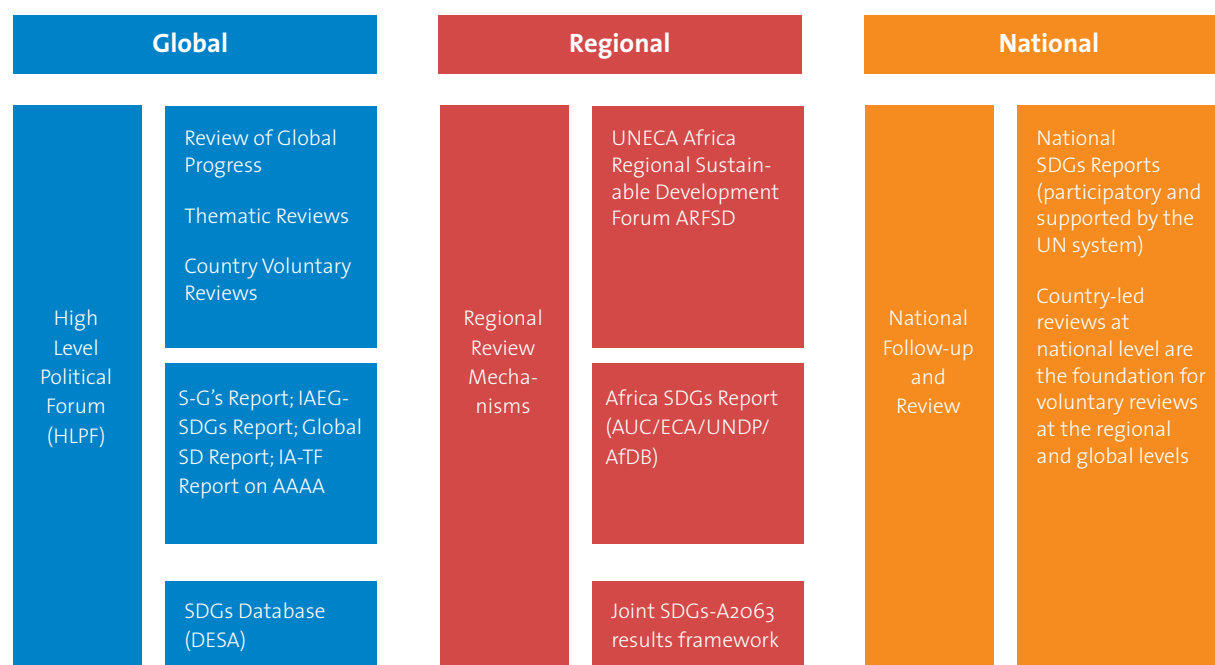 Global
High
Level
Political
Forum
(HLPF)
Review of Global
Progress
Thematic Reviews
Country Voluntary
Reviews
S-G’s Report; IAEG-
SDGs Report; Global
SD Report; IA-TF
Report on AAAA
SDGs Database
(DESA)
Regional
Regional
Review
Mecha-
nisms
UNECA Africa
Regional Sustain-
able Development
Forum ARFSD
Africa SDGs Report
(AUC/ECA/UNDP/
AfDB)
Joint SDGs-A2063
results framework
National
National
Follow-up
and
Review
National
SDGs Reports
(participatory and
supported by the
UN system)
Country-led
reviews at
national level are
the foundation for
voluntary reviews
at the regional
and global levels